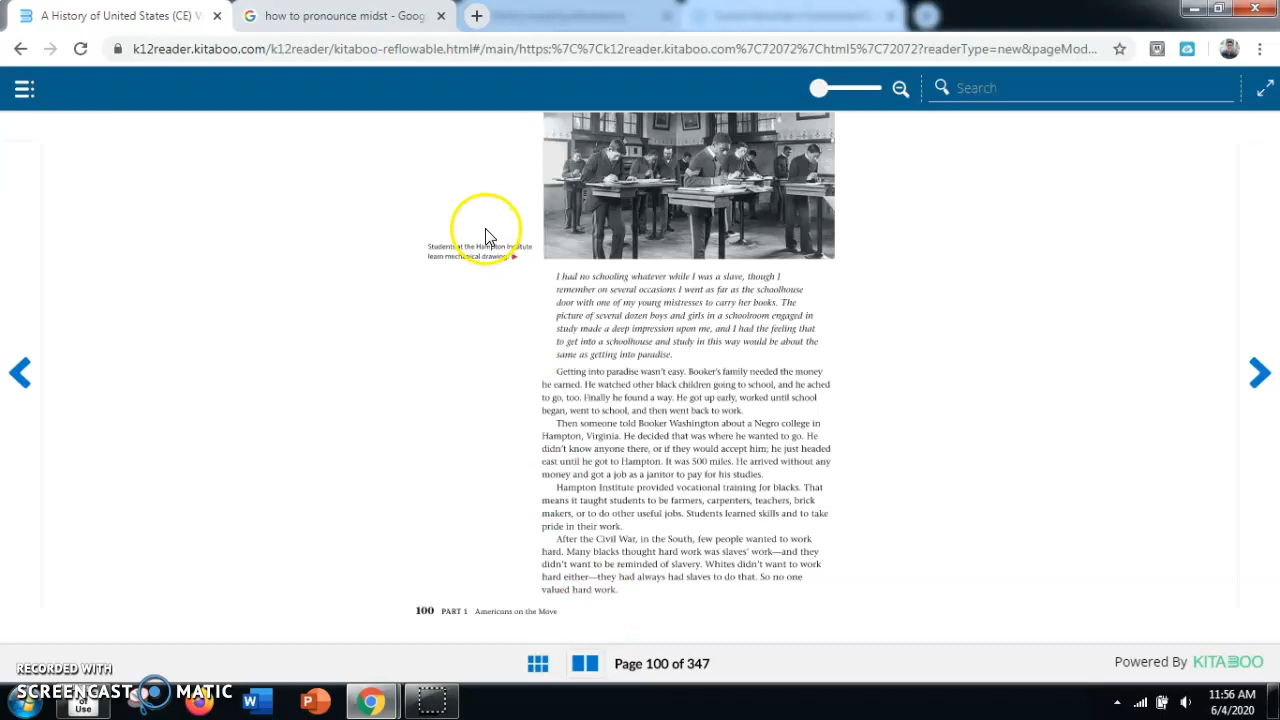 A History of United States (CE) V
how to pronounce midst - Goog
k12reader.kitaboo.com/k12reader/kitaboo-reflowable.html#/main/https:%7C%7Ck12reader.kitaboo.com%7C72072%7Chtml5%7C72072?readerType=new&pageMod...
Search
Students at the Hampton Institute
learn mechanical drawing.
I had no schooling whatever while I was a slave, though I
remember on several occasions I went as far as the schoolhouse
door with one of my young mistresses to carry her books. The
picture of several dozen boys and girls in a schoolroom engaged in
study made a deep impression upon me, and I had the feeling that
to get into a schoolhouse and study in this way would be about the
same as getting into paradise.
Getting into paradise wasn't easy. Booker's family needed the money
he earned. He watched other black children going to school, and he ached
to go, too. Finally he found a way. He got up early, worked until school
began, went to school, and then went back to work.
Then someone told Booker Washington about a Negro college in
Hampton, Virginia. He decided that was where he wanted to go. He
didn't know anyone there, or if they would accept him; he just headed
east until he got to Hampton. It was 500 miles. He arrived without any
money and got a job as a janitor to pay for his studies.
Hampton Institute provided vocational training for blacks. That
means it taught students to be farmers, carpenters, teachers, brick
makers, or to do other useful jobs. Students learned skills and to take
pride in their work.
After the Civil War, in the South, few people wanted to work
hard. Many blacks thought hard work was slaves' work—and they
didn't want to be reminded of slavery. Whites didn't want to work
hard either—they had always had slaves to do that. So no one
valued hard work.
100 PART 1 Americans on the Move
Page 100 of 347
Powered By KITABOO
RECORDED WITH
SCREENCAST MATIC
of
Use
11:56 AM
6/4/2020